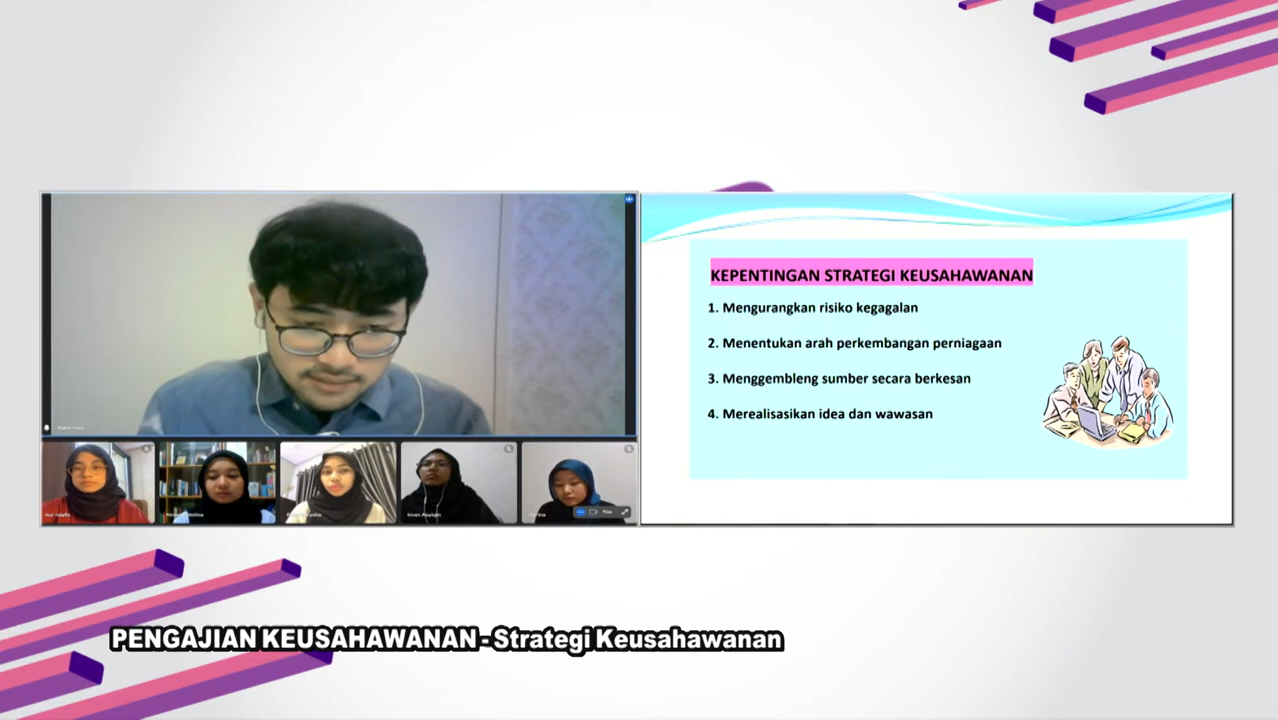 KEPENTINGAN STRATEGI KEUSAHAWANAN
1. Mengurangkan risiko kegagalan
2. Menentukan arah perkembangan perniagaan
3. Menggembleng sumber secara berkesan
4. Merealisasikan idea dan wawasan
PENGAJIAN KEUSAHAWANAN - Strategi Keusahawanan